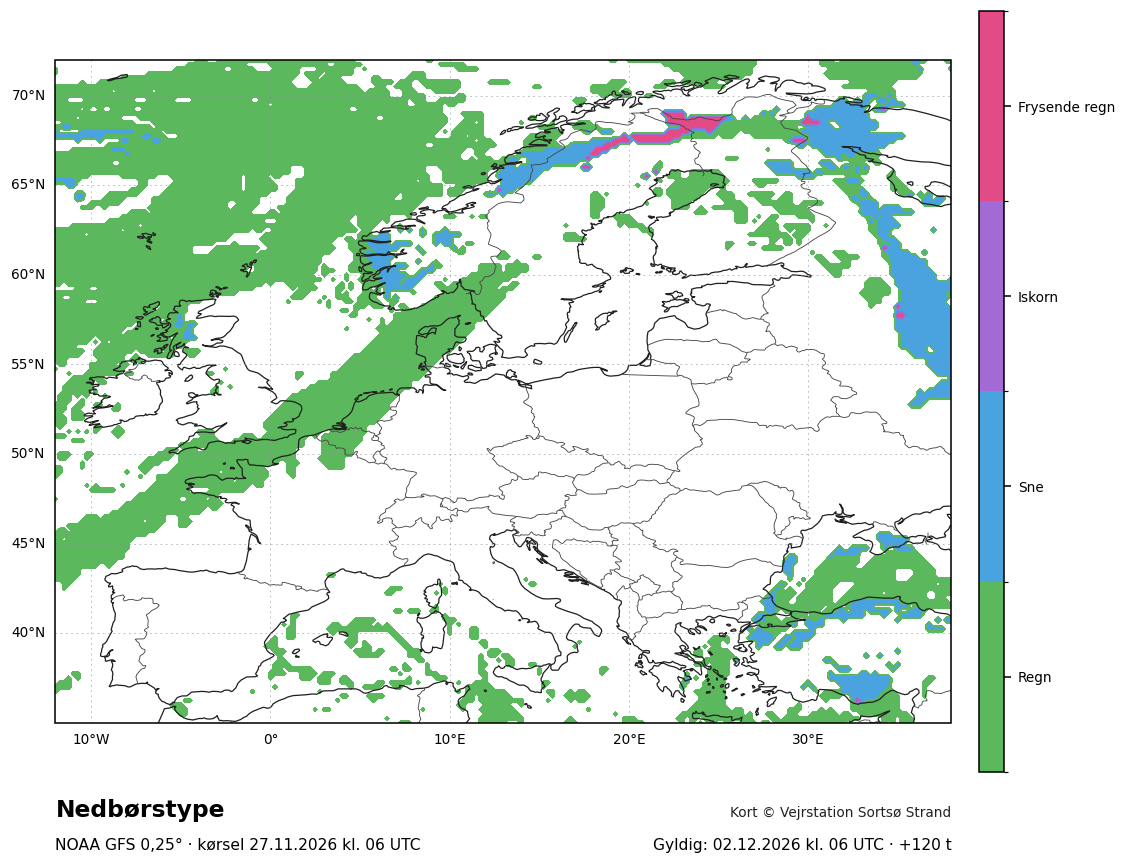 Frysende regn
Iskorn
Sne
Regn
70°N
65°N
60°N
55°N
50°N
45°N
40°N
10°W
0°
10°E
20°E
30°E
Nedbørstype
Kort © Vejrstation Sortsø Strand
NOAA GFS 0,25° · kørsel 27.11.2026 kl. 06 UTC
Gyldig: 02.12.2026 kl. 06 UTC · +120 t